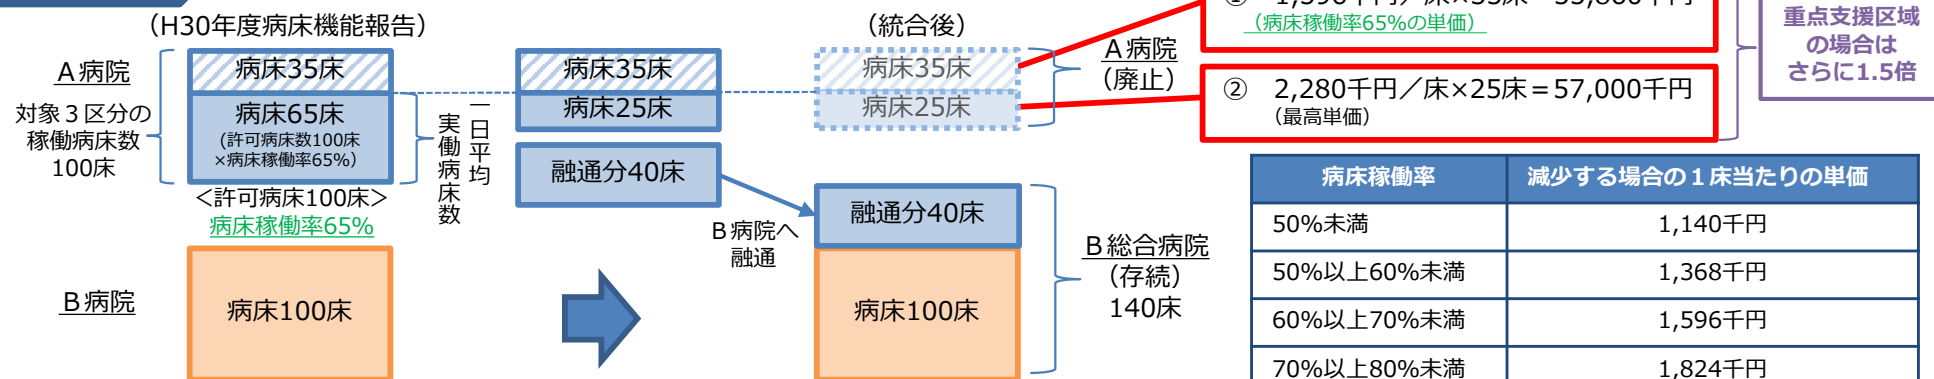 （H30年度病床機能報告）
（統合後）
Ａ病院
対象３区分の
稼働病床数
100床
病床35床
病床65床
(許可病床数100床
×病床稼働率65%)
＜許可病床100床＞
病床稼働率65%
一日平均
実働病床数
病床35床
病床25床
融通分40床
Ｂ病院へ
融通
病床35床
病床25床
Ａ病院
（廃止）
融通分40床
病床100床
Ｂ総合病院
（存続）
140床
Ｂ病院
病床100床
（病床稼働率65%の単価）
② 2,280千円／床×25床＝57,000千円
（最高単価）
重点支援区域
の場合は
さらに1.5倍
病床稼働率 減少する場合の１床当たりの単価
50%未満 1,140千円
50%以上60%未満 1,368千円
60%以上70%未満 1,596千円
70%以上80%未満 1,824千円